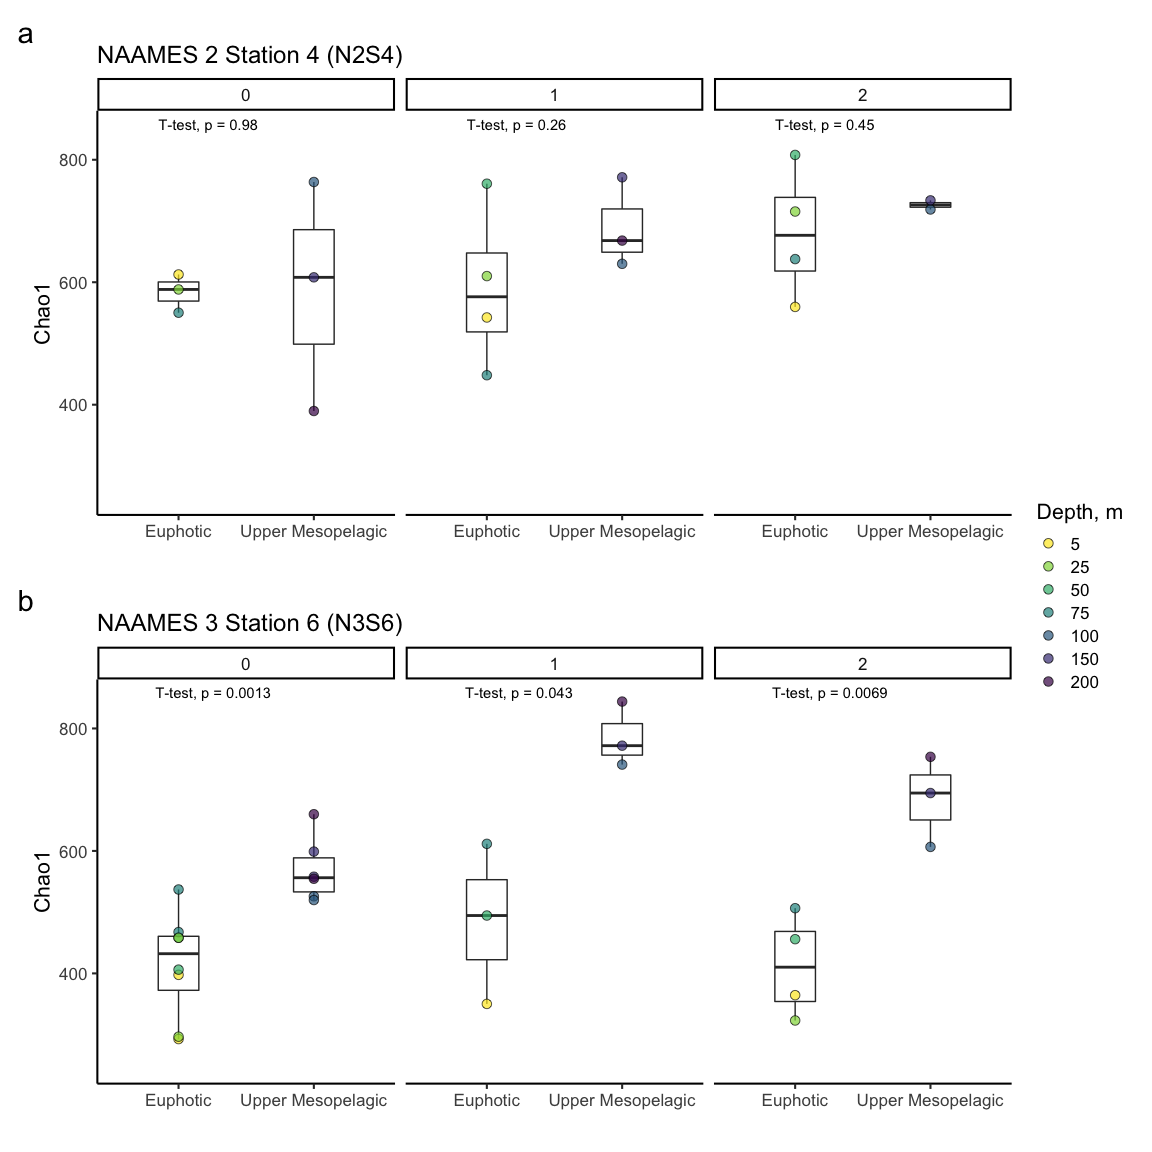 a
NAAMES 2 Station 4 (N2S4)
0 1 2
T-test, p = 0.98 T-test, p = 0.26 T-test, p = 0.45
800
600
400
Chao1
Euphotic Upper Mesopelagic Euphotic Upper Mesopelagic Euphotic Upper Mesopelagic
Depth, m
5
25
50
75
100
150
200
b
NAAMES 3 Station 6 (N3S6)
0 1 2
T-test, p = 0.0013 T-test, p = 0.043 T-test, p = 0.0069
800
600
400
Chao1
Euphotic Upper Mesopelagic Euphotic Upper Mesopelagic Euphotic Upper Mesopelagic